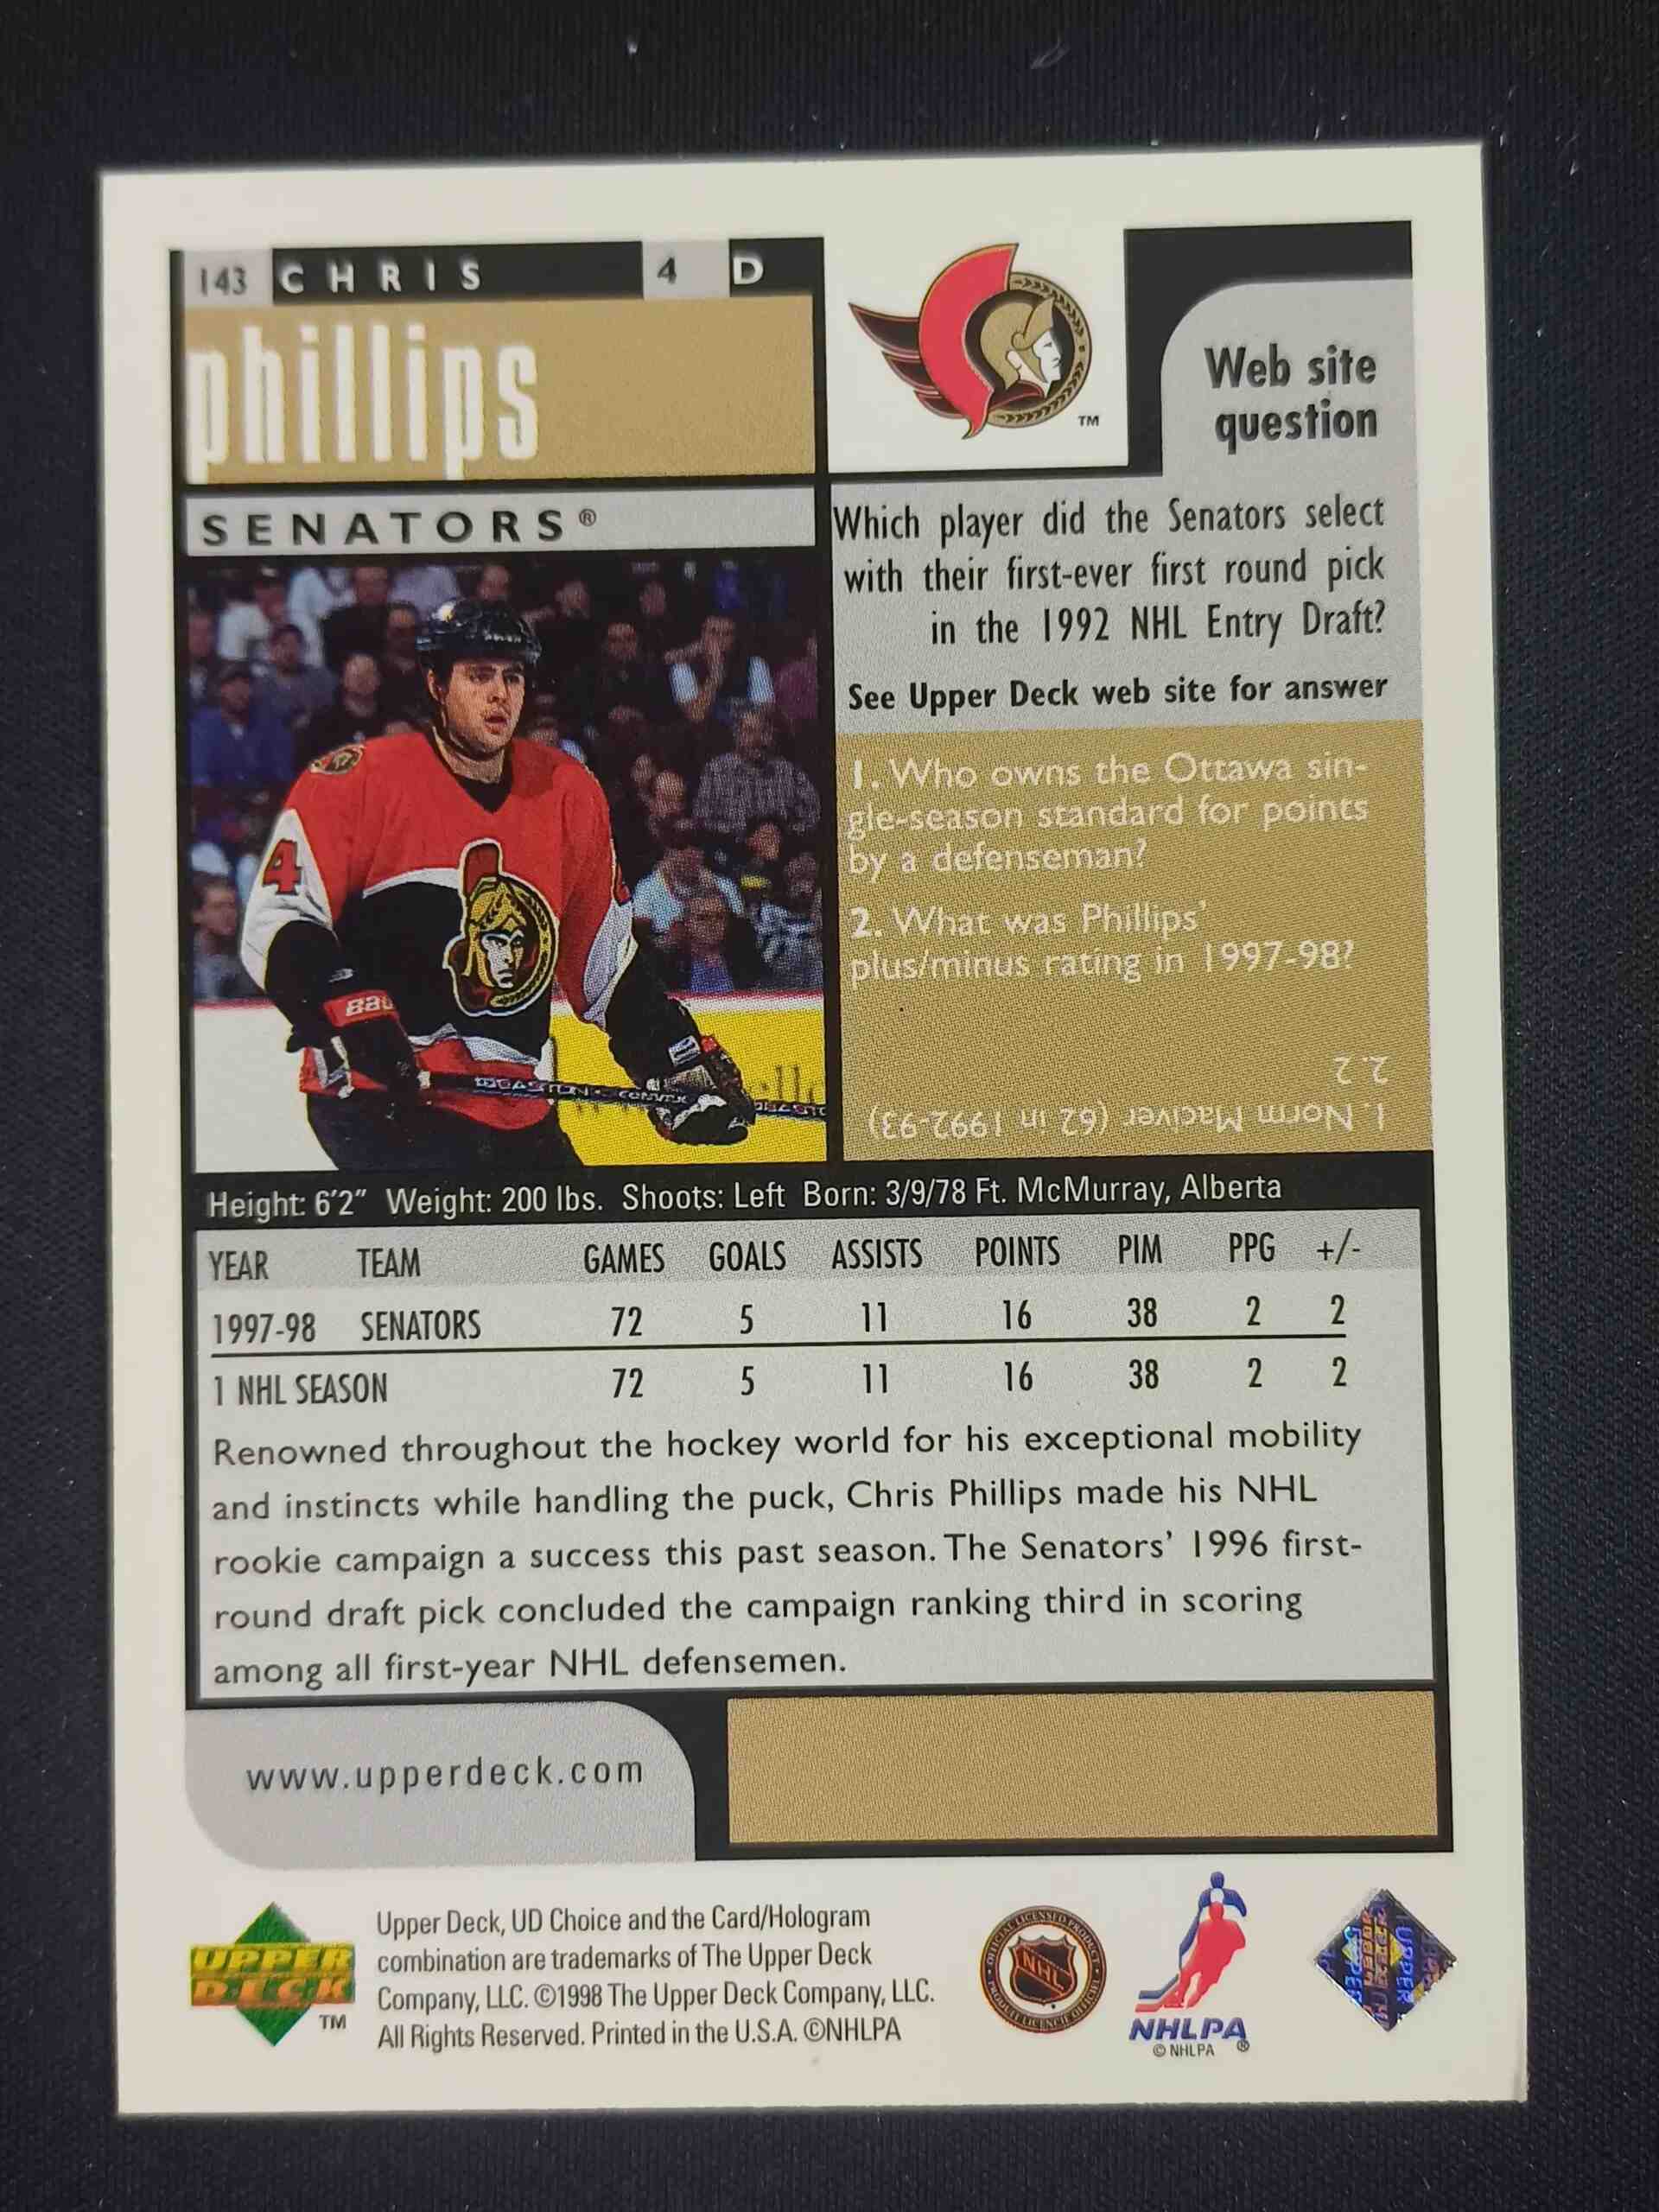 143 CHRIS 4 D
phillips
SENATORS®
TM
Web site
question
Which player did the Senators select
with their first-ever first round pick
in the 1992 NHL Entry Draft?
See Upper Deck web site for answer
1. Who owns the Ottawa sin-
gle-season standard for points
by a defenseman?
2. What was Phillips'
plus/minus rating in 1997-98?
1 Norm Maciver (62 in 1992-93)
2. 2
4
BAU
EASTON
Height: 6'2" Weight: 200 lbs. Shoots: Left Born: 3/9/78 Ft. McMurray, Alberta
YEAR TEAM GAMES GOALS ASSISTS POINTS PIM PPG +/-
1997-98 SENATORS 72 5 11 16 38 2 2
1 NHL SEASON 72 5 11 16 38 2 2
Renowned throughout the hockey world for his exceptional mobility
and instincts while handling the puck, Chris Phillips made his NHL
rookie campaign a success this past season. The Senators' 1996 first-
round draft pick concluded the campaign ranking third in scoring
among all first-year NHL defensemen.
www.upperdeck.com
UPPER
DECK
TM
Upper Deck, UD Choice and the Card/Hologram
combination are trademarks of The Upper Deck
Company, LLC. ©1998 The Upper Deck Company, LLC.
All Rights Reserved. Printed in the U.S.A. ©NHLPA
NHL
NHLPA
© NHLPA ®
UPPER